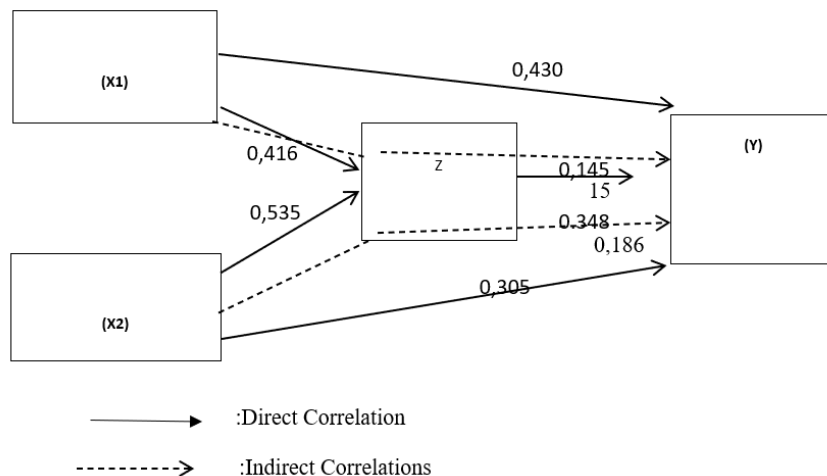 0,430
(X1)
0,416
Z
(Y)
0,145
15
0,535
0,348
0,186
0,305
(X2)
:Direct Correlation
:Indirect Correlations